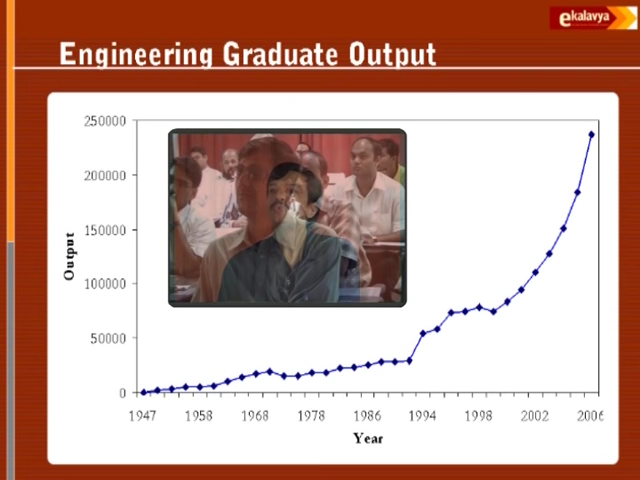 ekalavya
Engineering Graduate Output
250000
200000
150000
100000
50000
0
Output
1947 1958 1968 1978 1986 1994 1998 2002 2006
Year